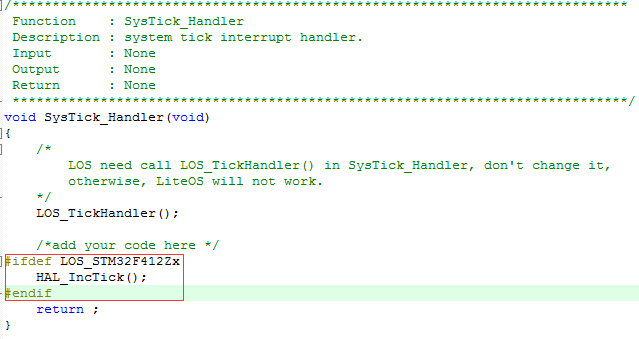 /******************************************************************************
Function    : SysTick_Handler
Description : system tick interrupt handler.
Input       : None
Output      : None
Return      : None
******************************************************************************/
void SysTick_Handler(void)
{
/*
LOS need call LOS_TickHandler() in SysTick_Handler, don't change it,
otherwise, LiteOS will not work.
*/
LOS_TickHandler();
/*add your code here */
#ifdef LOS_STM32F412Zx
HAL_IncTick();
#endif
return ;
}